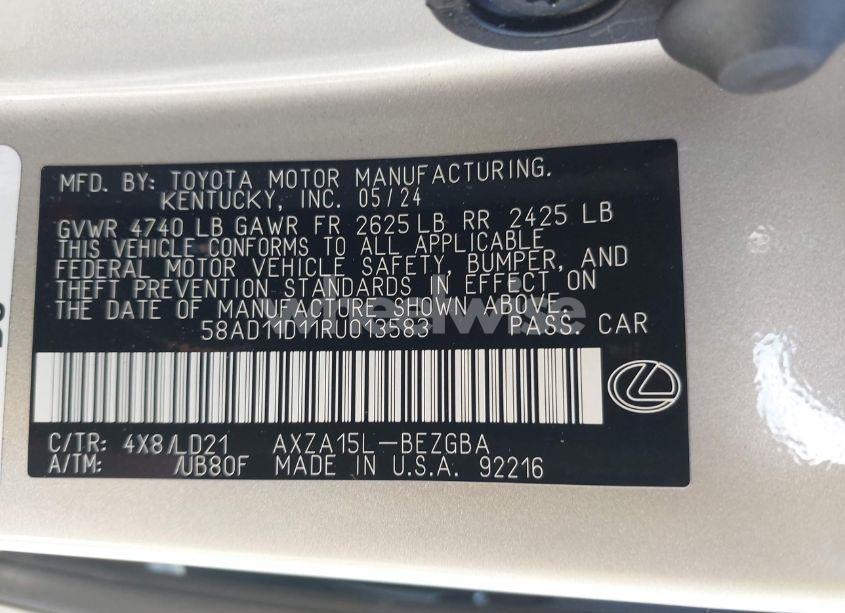 MFD. BY: TOYOTA MOTOR MANUFACTURING.
KENTUCKY, INC. 05/24
GVWR 4740 LB GAWR FR 2625 LB RR 2425 LB
THIS VEHICLE CONFORMS TO ALL APPLICABLE
FEDERAL MOTOR VEHICLE SAFETY, BUMPER, AND
THEFT PREVENTION STANDARDS IN EFFECT ON
THE DATE OF MANUFACTURE SHOWN ABOVE.
58AD11D11RU013583 PASS. CAR
C/TR: 4X8/LD21 AXZA15L-BEZGBA
A/TM: /UB80F MADE IN U.S.A. 92216